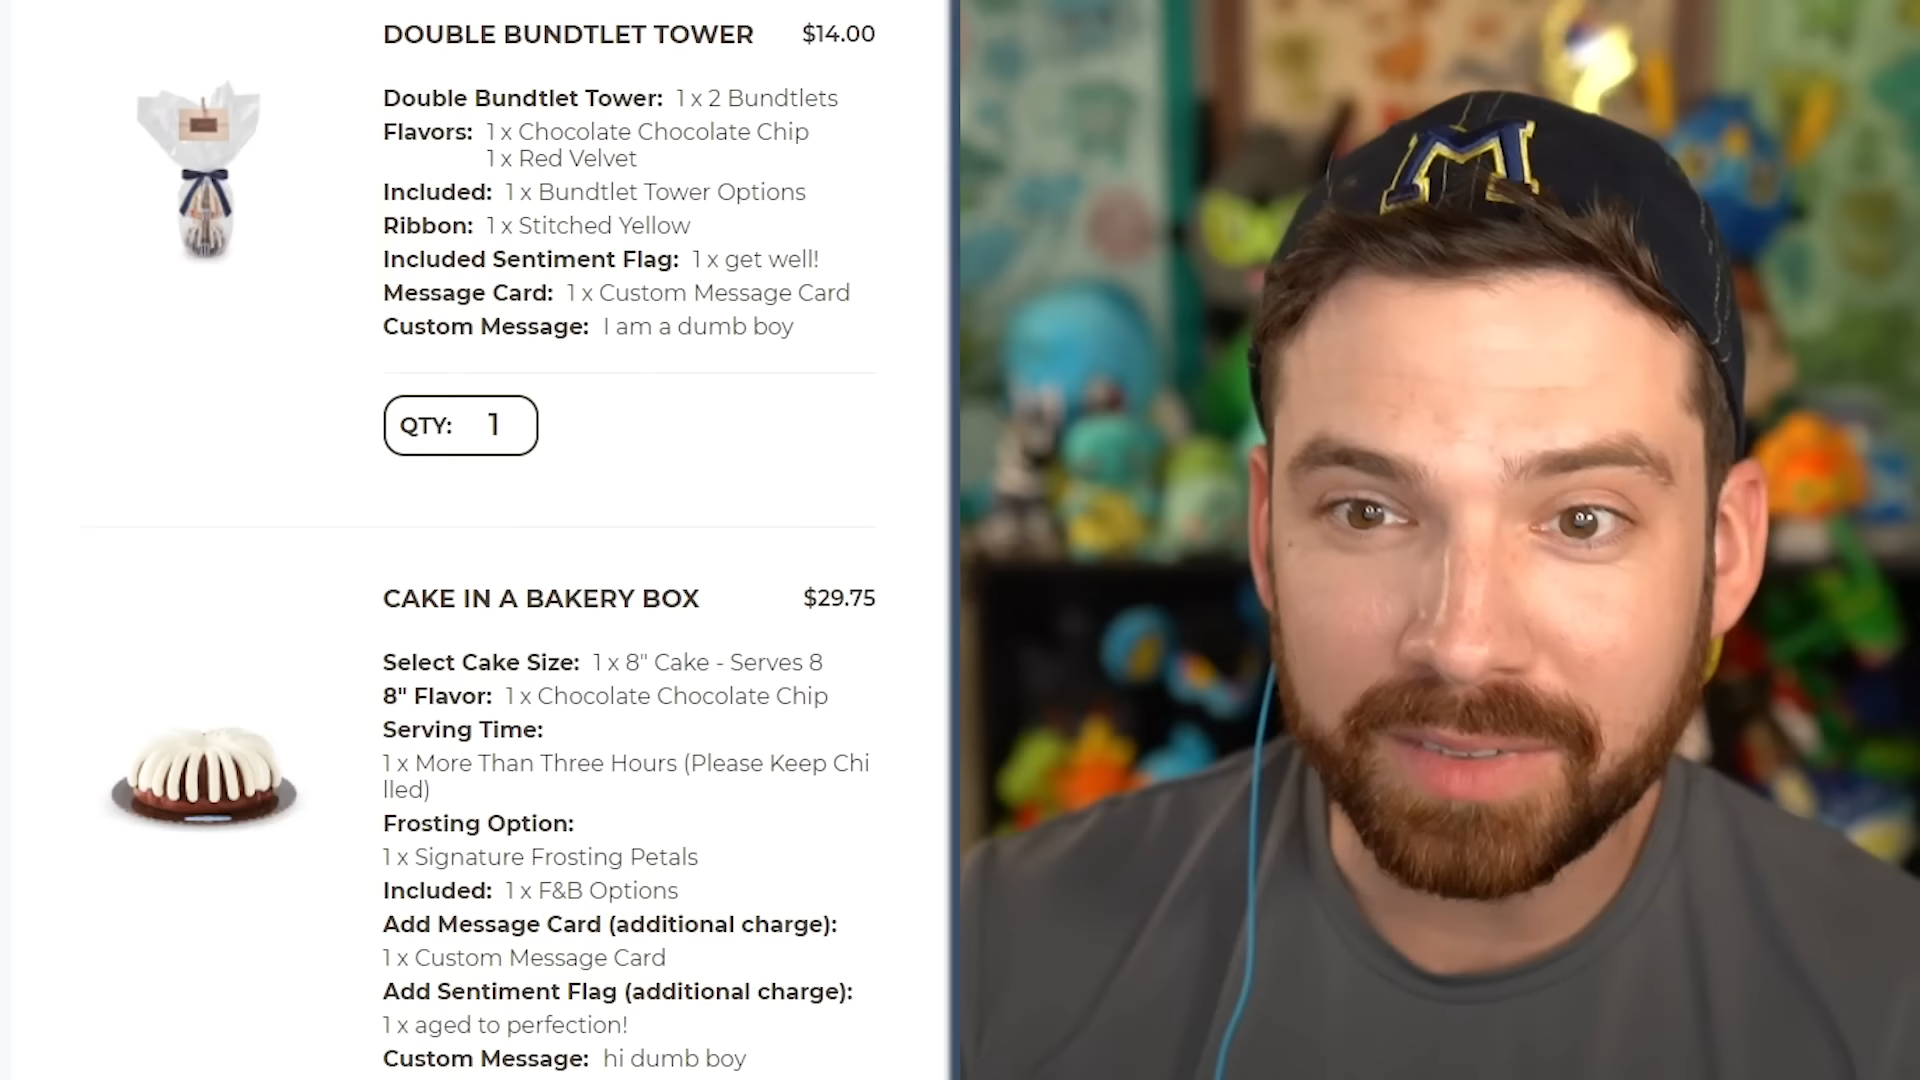 DOUBLE BUNDTLET TOWER $14.00
Double Bundtlet Tower: 1 x 2 Bundtlets
Flavors: 1 x Chocolate Chocolate Chip
1 x Red Velvet
Included: 1 x Bundtlet Tower Options
Ribbon: 1 x Stitched Yellow
Included Sentiment Flag: 1 x get well!
Message Card: 1 x Custom Message Card
Custom Message: I am a dumb boy
QTY: 1
CAKE IN A BAKERY BOX $29.75
Select Cake Size: 1 x 8" Cake - Serves 8
8" Flavor: 1 x Chocolate Chocolate Chip
Serving Time:
1 x More Than Three Hours (Please Keep Chi
lled)
Frosting Option:
1 x Signature Frosting Petals
Included: 1 x F&B Options
Add Message Card (additional charge):
1 x Custom Message Card
Add Sentiment Flag (additional charge):
1 x aged to perfection!
Custom Message: hi dumb boy
M